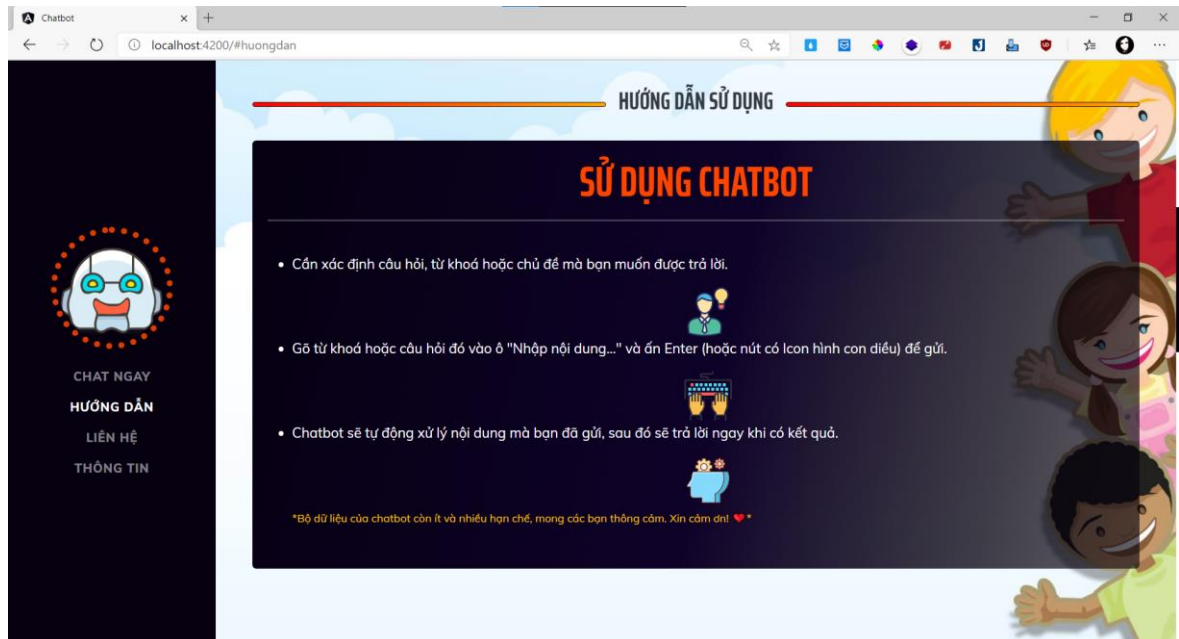 Chatbot
localhost:4200/#huongdan
HƯỚNG DẪN SỬ DỤNG
SỬ DỤNG CHATBOT
• Cần xác định câu hỏi, từ khoá hoặc chủ đề mà bạn muốn được trả lời.
• Gõ từ khoá hoặc câu hỏi đó vào ô "Nhập nội dung..." và ấn Enter (hoặc nút có Icon hình con diều) để gửi.
• Chatbot sẽ tự động xử lý nội dung mà bạn đã gửi, sau đó sẽ trả lời ngay khi có kết quả.
*Bộ dữ liệu của chatbot còn ít và nhiều hạn chế, mong các bạn thông cảm. Xin cảm ơn! ❤*
CHAT NGAY
HƯỚNG DẪN
LIÊN HỆ
THÔNG TIN